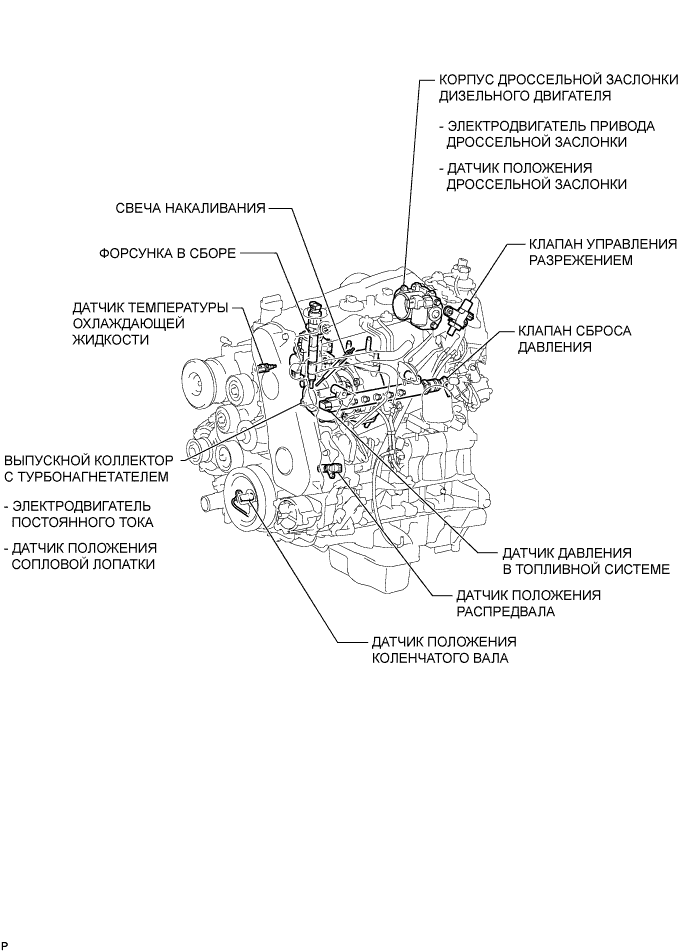 КОРПУС ДРОССЕЛЬНОЙ ЗАСЛОНКИ
ДИЗЕЛЬНОГО ДВИГАТЕЛЯ
- ЭЛЕКТРОДВИГАТЕЛЬ ПРИВОДА
ДРОССЕЛЬНОЙ ЗАСЛОНКИ
- ДАТЧИК ПОЛОЖЕНИЯ
ДРОССЕЛЬНОЙ ЗАСЛОНКИ
СВЕЧА НАКАЛИВАНИЯ
ФОРСУНКА В СБОРЕ
КЛАПАН УПРАВЛЕНИЯ
РАЗРЕЖЕНИЕМ
ДАТЧИК ТЕМПЕРАТУРЫ
ОХЛАЖДАЮЩЕЙ
ЖИДКОСТИ
КЛАПАН СБРОСА
ДАВЛЕНИЯ
ВЫПУСКНОЙ КОЛЛЕКТОР
С ТУРБОНАГНЕТАТЕЛЕМ
- ЭЛЕКТРОДВИГАТЕЛЬ
ПОСТОЯННОГО ТОКА
- ДАТЧИК ПОЛОЖЕНИЯ
СОПЛОВОЙ ЛОПАТКИ
ДАТЧИК ДАВЛЕНИЯ
В ТОПЛИВНОЙ СИСТЕМЕ
ДАТЧИК ПОЛОЖЕНИЯ
РАСПРЕДВАЛА
ДАТЧИК ПОЛОЖЕНИЯ
КОЛЕНЧАТОГО ВАЛА
P